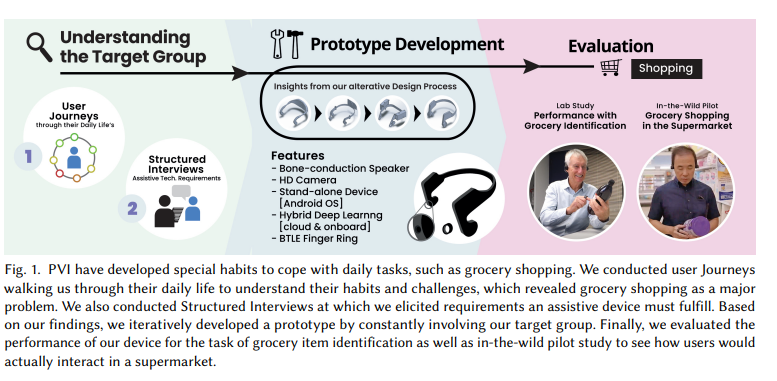 Understanding
the Target Group
User
Journeys
through their Daily Life's
1
Structured
Interviews
Assistive Tech. Requirements
2
Prototype Development
Insights from our alterative Design Process
Features
- Bone-conduction Speaker
- HD Camera
- Stand-alone Device
[Android OS]
- Hybrid Deep Learnng
[cloud & onboard]
- BTLE Finger Ring
Evaluation
Shopping
Lab Study
Performance with
Grocery Identification
In-the-Wild Pilot
Grocery Shopping
in the Supermarket
Fig. 1. PVI have developed special habits to cope with daily tasks, such as grocery shopping. We conducted user Journeys
walking us through their daily life to understand their habits and challenges, which revealed grocery shopping as a major
problem. We also conducted Structured Interviews at which we elicited requirements an assistive device must fulfill. Based
on our findings, we iteratively developed a prototype by constantly involving our target group. Finally, we evaluated the
performance of our device for the task of grocery item identification as well as in-the-wild pilot study to see how users would
actually interact in a supermarket.